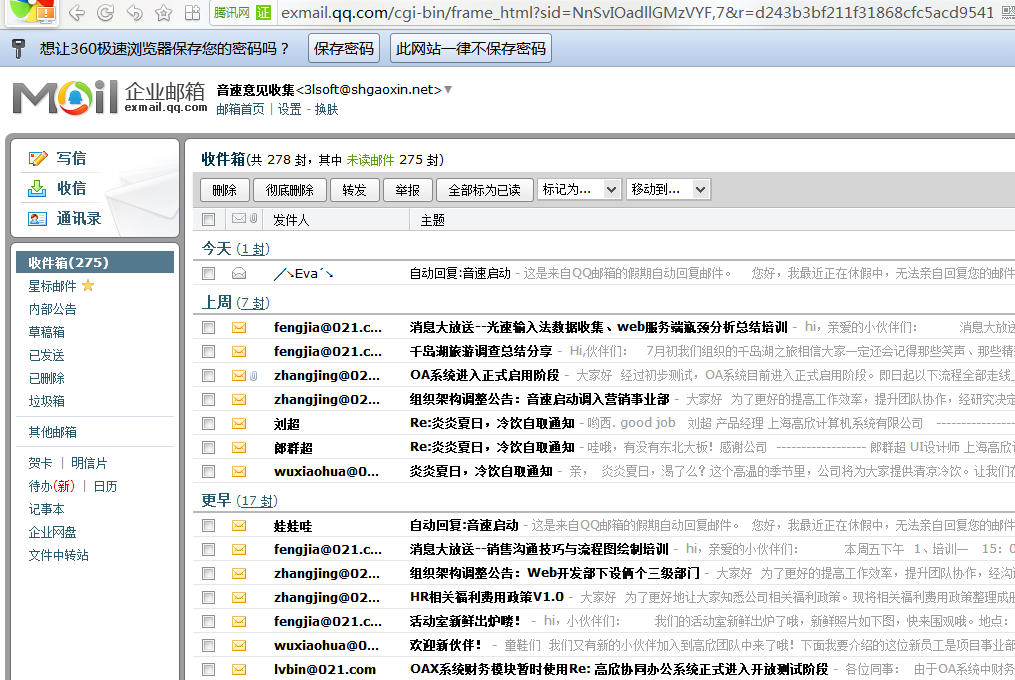 腾讯网 证 exmail.qq.com/cgi-bin/frame_html?sid=NnSvIOadllGMzVYF,7&r=d243b3bf211f31868cfc5acd9541
想让360极速浏览器保存您的密码吗？ 保存密码 此网站一律不保存密码
Mail 企业邮箱 exmail.qq.com
音速意见收集<3lsoft@shgaoxin.net>
邮箱首页 | 设置 - 换肤
写信
收信
通讯录
收件箱(275)
星标邮件
内部公告
草稿箱
已发送
已删除
垃圾箱
其他邮箱
贺卡 | 明信片
待办(新) | 日历
记事本
企业网盘
文件中转站
收件箱(共 278 封，其中 未读邮件 275 封)
删除 彻底删除 转发 举报 全部标为已读 标记为... 移动到...
发件人 主题
今天 (1 封)
╱↘Eva´↘ 自动回复:音速启动 - 这是来自QQ邮箱的假期自动回复邮件。 您好，我最近正在休假中，无法亲自回复您的邮件
上周 (7 封)
fengjia@021.c... 消息大放送--光速输入法数据收集、web服务端瓶颈分析总结培训 - hi，亲爱的小伙伴们： 消息大放送
fengjia@021.c... 千岛湖旅游调查总结分享 - Hi,伙伴们： 7月初我们组织的千岛湖之旅相信大家一定还会记得那些笑声、那些精
zhangjing@02... OA系统进入正式启用阶段 - 大家好 经过初步测试，OA系统目前进入正式启用阶段。即日起以下流程全部走线上
zhangjing@02... 组织架构调整公告：音速启动调入营销事业部 - 大家好 为了更好的提高工作效率，提升团队协作，经研究决定
刘超 Re:炎炎夏日，冷饮自取通知 - 哟西. good job 刘超 产品经理 上海高欣计算机系统有限公司 ------------------
郎群超 Re:炎炎夏日，冷饮自取通知 - 哇哦，有没有东北大板！感谢公司 ------------------ 郎群超 UI设计师 上海高欣
wuxiaohua@0... 炎炎夏日，冷饮自取通知 - 亲， 炎炎夏日，渴了么？这个高温的季节里，公司将为大家提供清凉冷饮。让我们在
更早 (17 封)
娃娃哇 自动回复:音速启动 - 这是来自QQ邮箱的假期自动回复邮件。 您好，我最近正在休假中，无法亲自回复您的邮件
fengjia@021.c... 消息大放送--销售沟通技巧与流程图绘制培训 - hi，亲爱的小伙伴们： 本周五下午 1、培训一 15：0
zhangjing@02... 组织架构调整公告：Web开发部下设俩个三级部门 - 大家好 为了更好的提高工作效率，提升团队协作，经沟
zhangjing@02... HR相关福利费用政策V1.0 - 大家好 为了更好地让大家知悉公司相关福利政策。现将相关福利费用政策整理成册
fengjia@021.c... 活动室新鲜出炉喽！ - hi，小伙伴们： 我们的活动室新鲜出炉了哦，新鲜照片如下图，快来围观哦。地点：
wuxiaohua@0... 欢迎新伙伴！ - 童鞋们 我们又有新的小伙伴加入到高欣团队中来了哦！下面我要介绍的这位新员工是项目事业部
lvbin@021.com OAX系统财务模块暂时使用Re: 高欣协同办公系统正式进入开放测试阶段 - 各位同事： 由于OA系统中财务